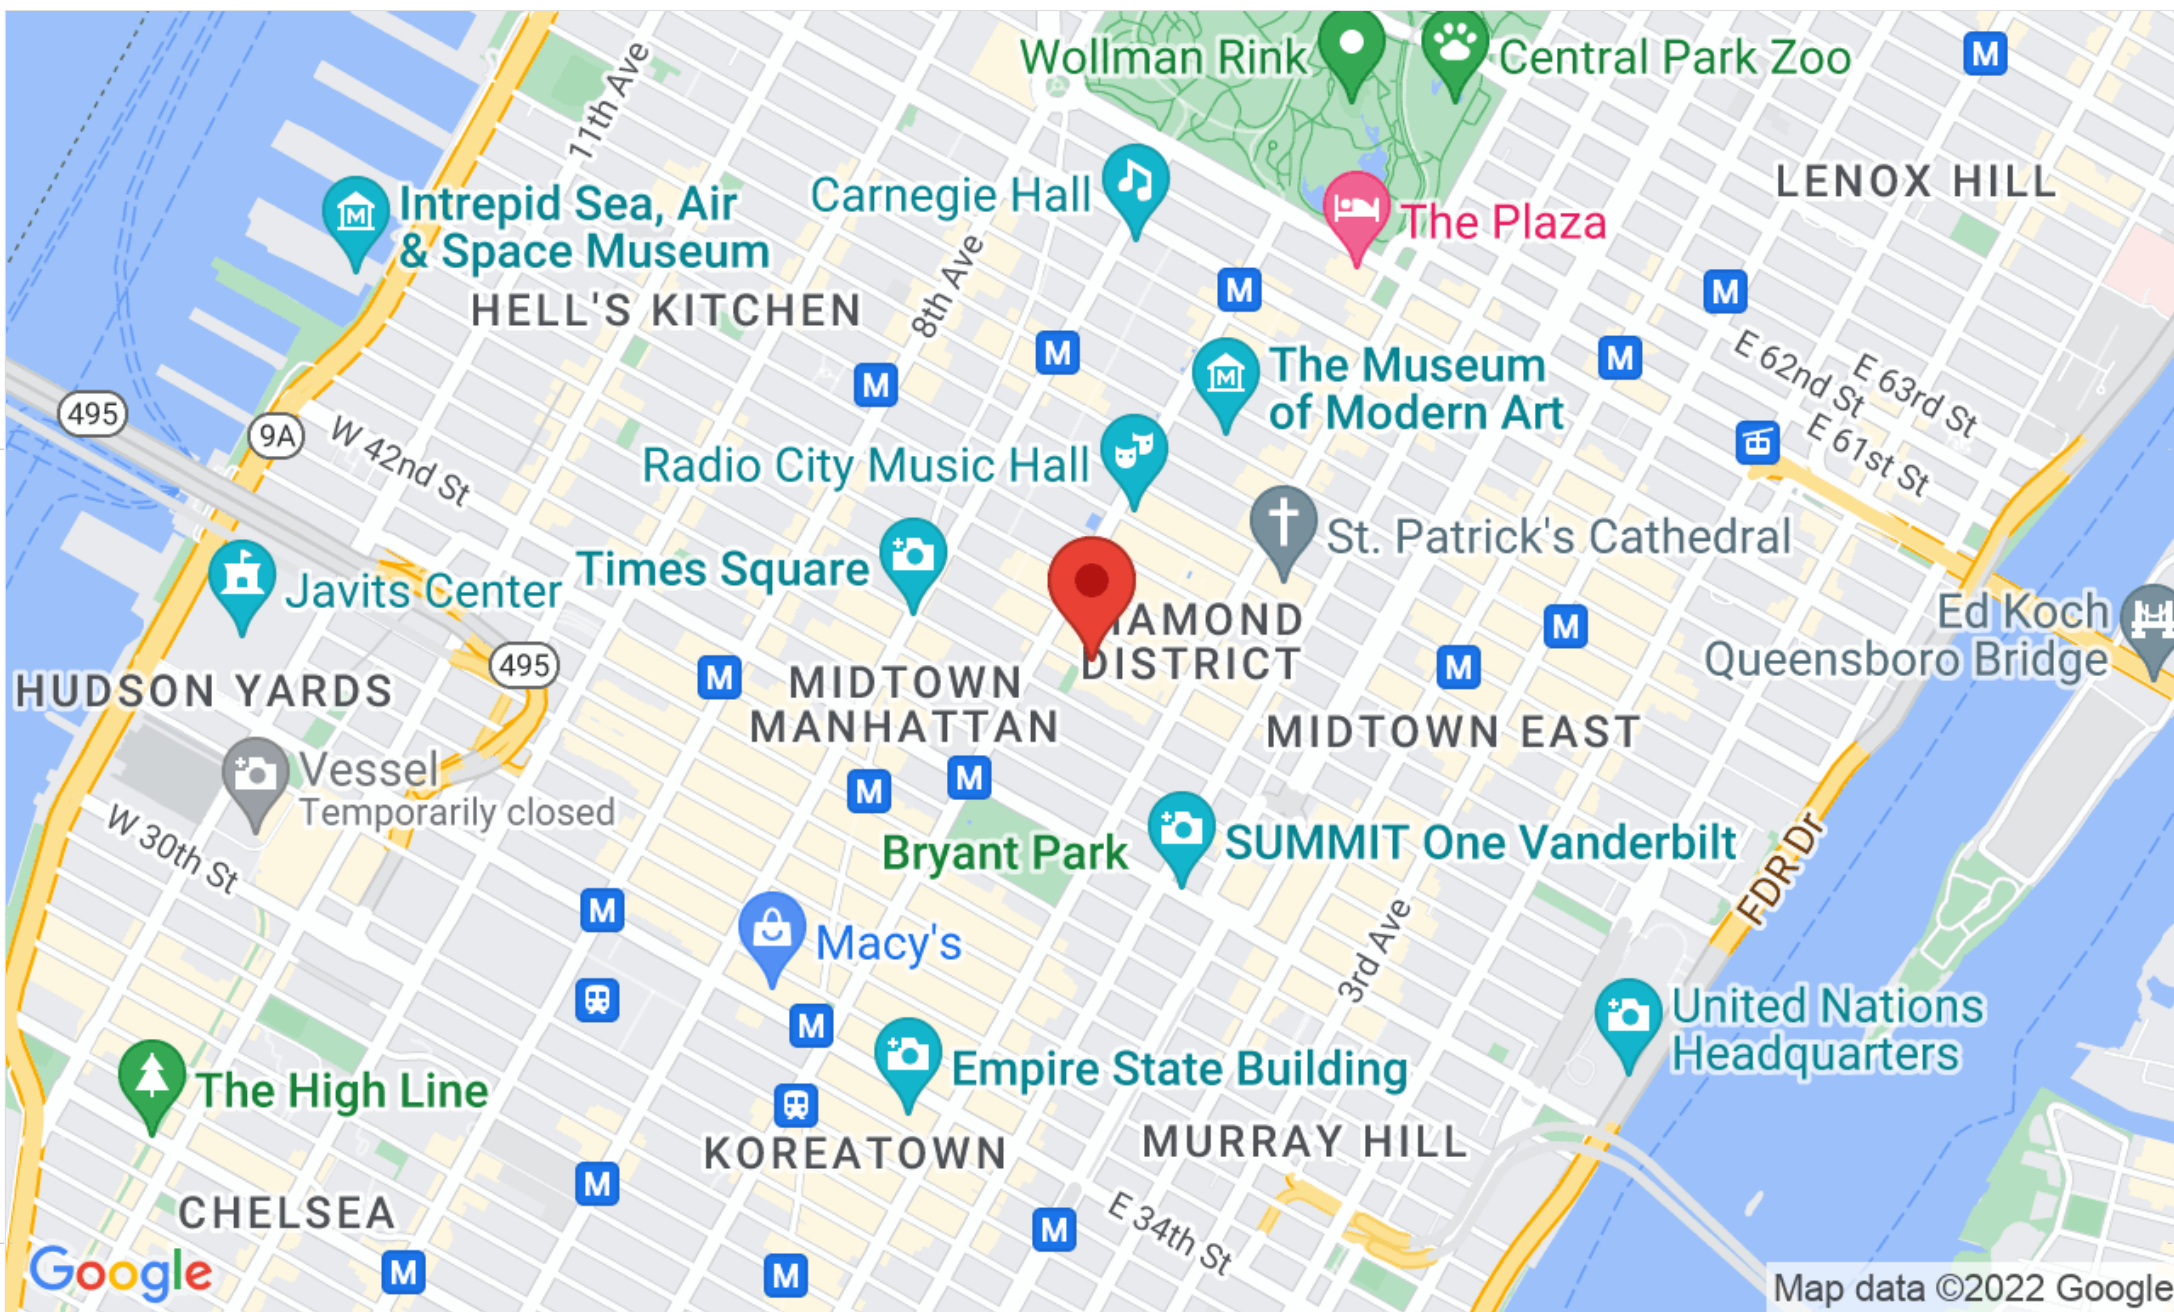 Wollman Rink
Central Park Zoo
M
11th Ave
LENOX HILL
Carnegie Hall
Intrepid Sea, Air
& Space Museum
The Plaza
HELL'S KITCHEN
8th Ave
M
M
M
M
M
The Museum
of Modern Art
E 62nd St
E 63rd St
E 61st St
495
9A
W 42nd St
Radio City Music Hall
St. Patrick's Cathedral
Times Square
Javits Center
IAMOND
DISTRICT
Ed Koch
Queensboro Bridge
M
M
M
495
HUDSON YARDS
MIDTOWN
MANHATTAN
MIDTOWN EAST
Vessel
Temporarily closed
M
M
W 30th St
Bryant Park
SUMMIT One Vanderbilt
FDR Dr
M
Macy's
3rd Ave
M
United Nations
Headquarters
Empire State Building
The High Line
KOREATOWN
MURRAY HILL
M
CHELSEA
M
E 34th St
Google
M
M
Map data ©2022 Google